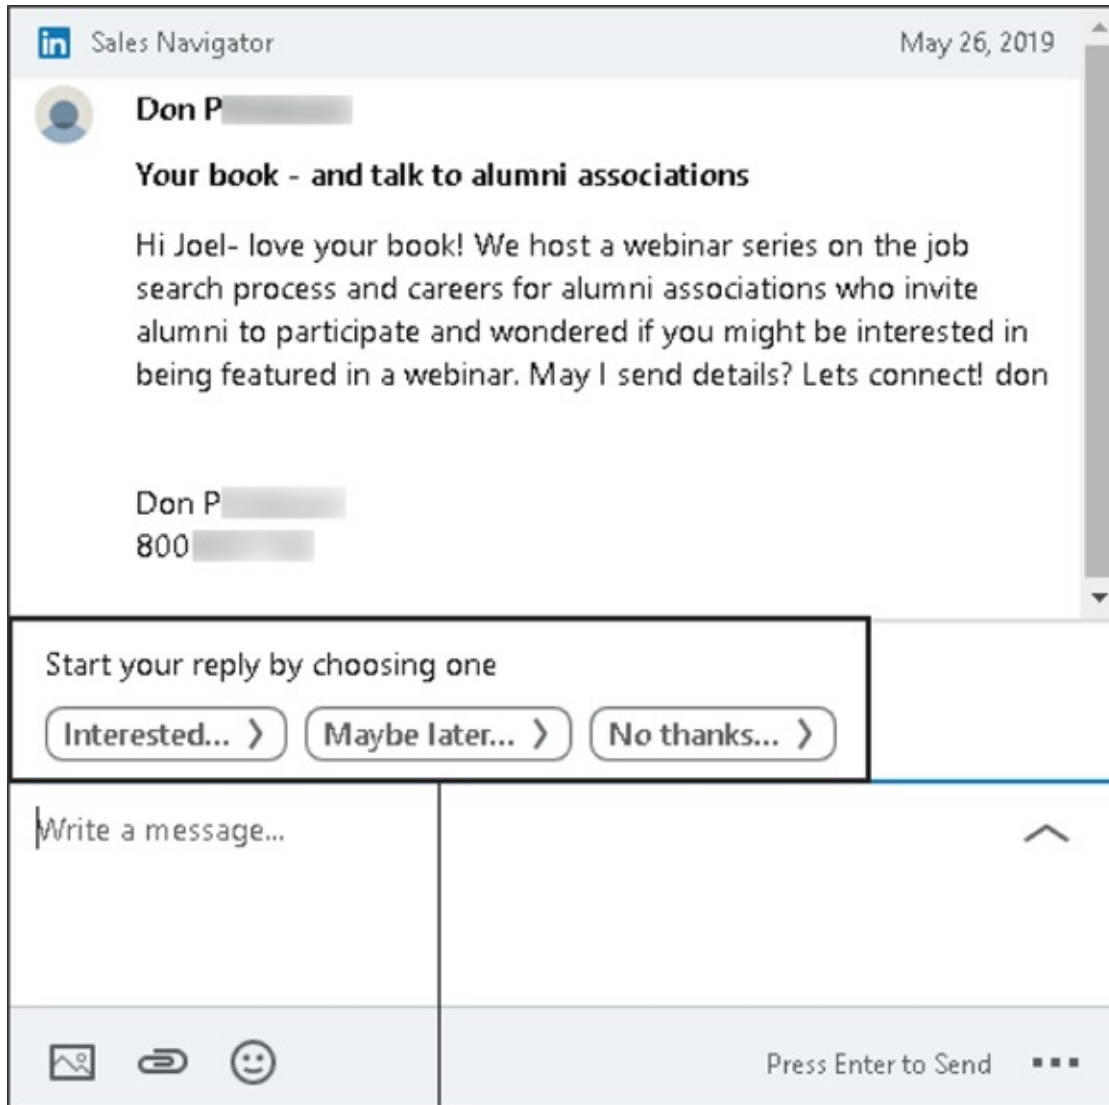 in Sales Navigator May 26, 2019
Don P
Your book - and talk to alumni associations
Hi Joel- love your book! We host a webinar series on the job
search process and careers for alumni associations who invite
alumni to participate and wondered if you might be interested in
being featured in a webinar. May I send details? Lets connect! don
Don P
800
Start your reply by choosing one
Interested... Maybe later... No thanks...
Write a message...
Press Enter to Send